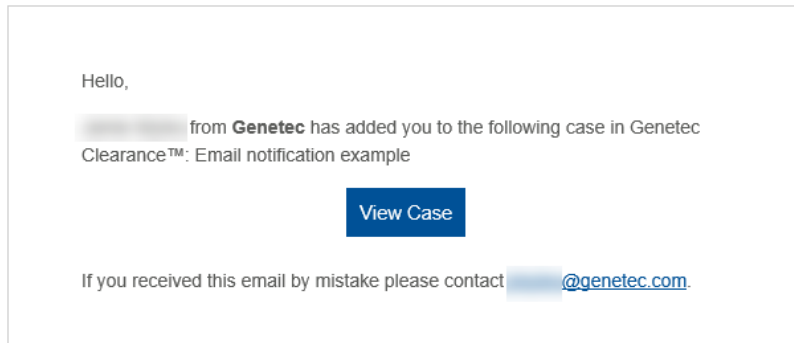 Hello,
from Genetec has added you to the following case in Genetec
Clearance™: Email notification example
View Case
If you received this email by mistake please contact @genetec.com.